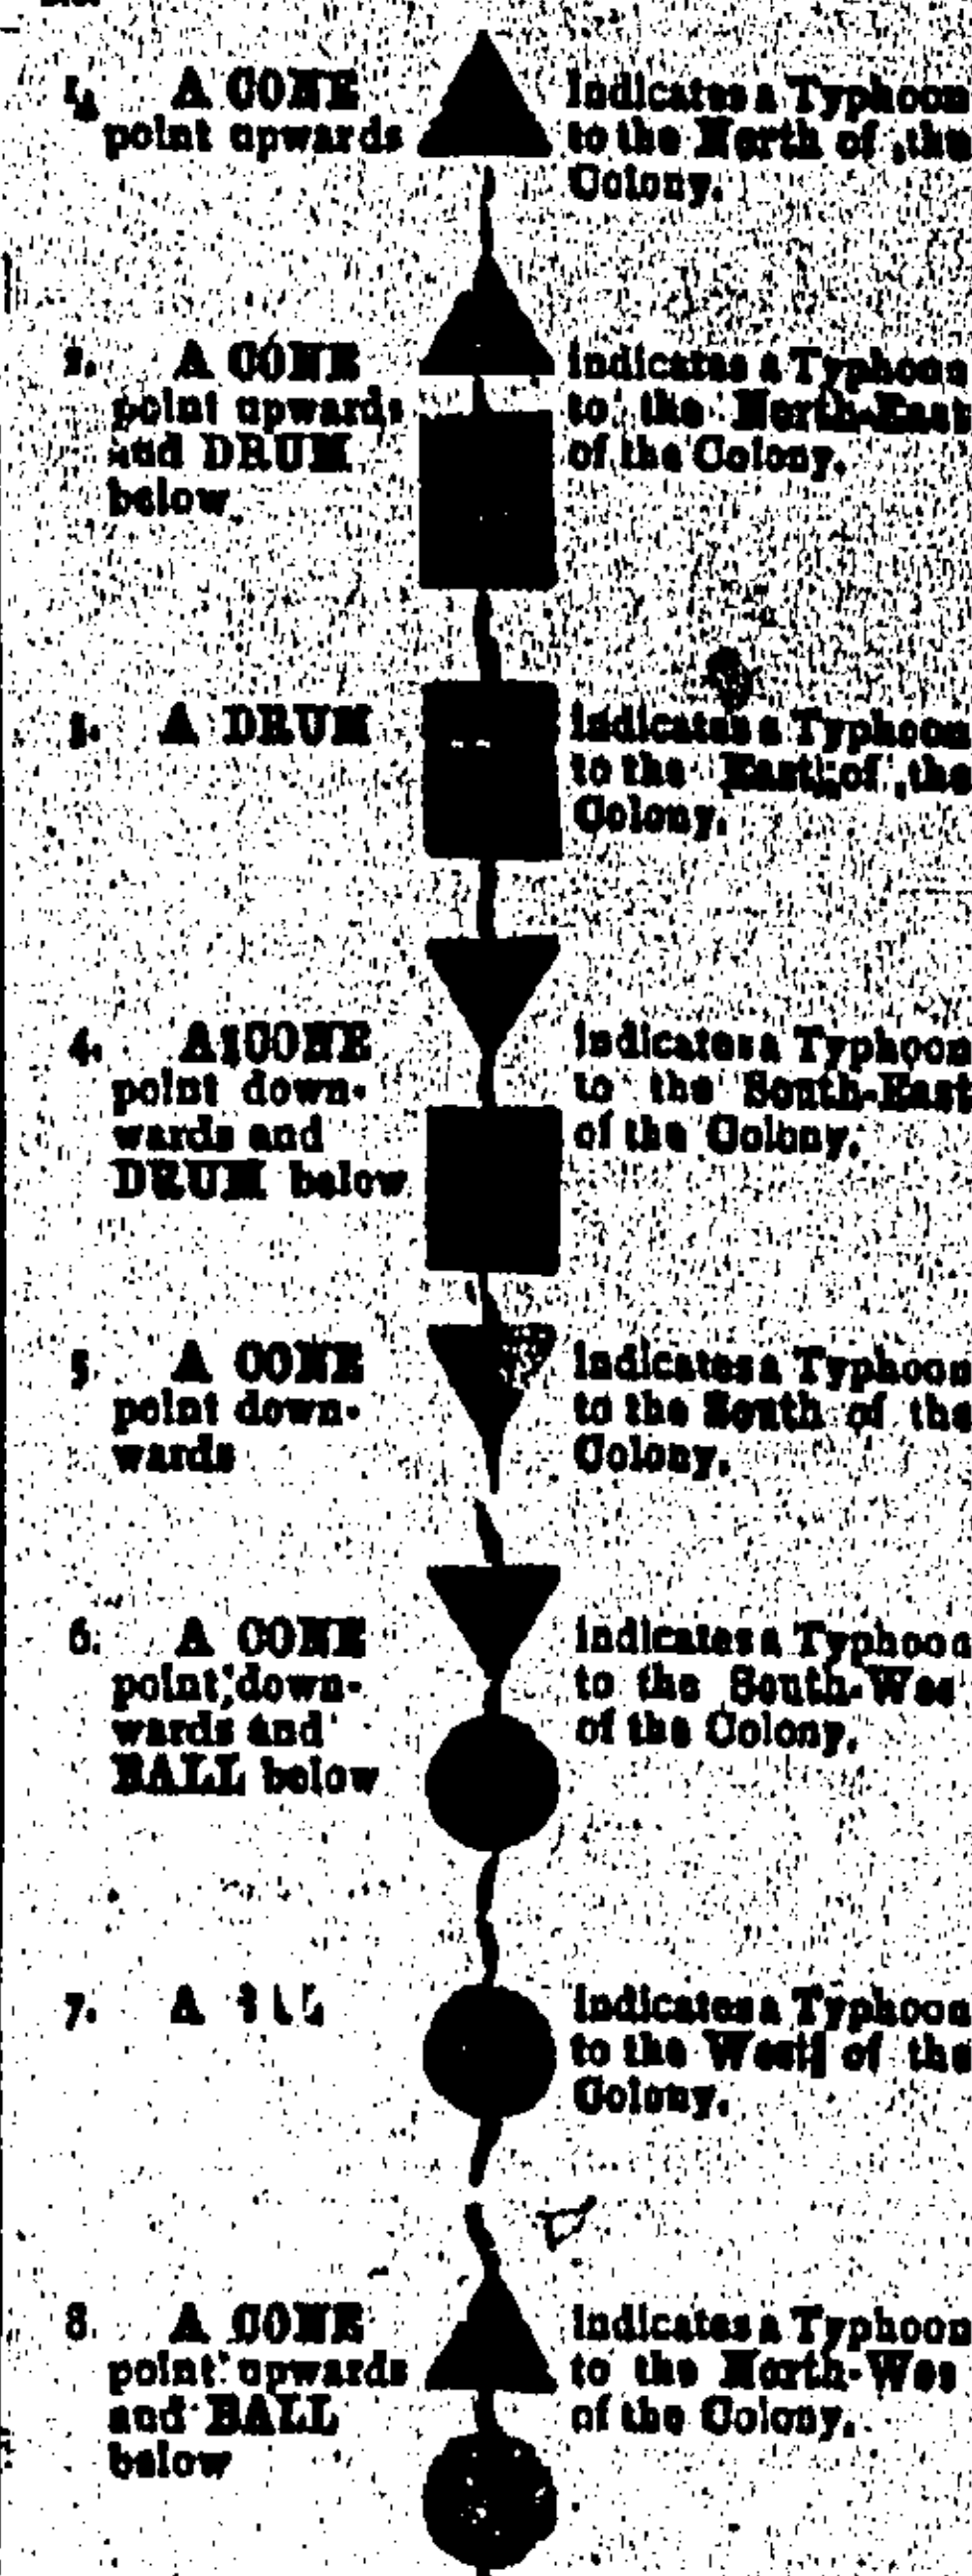 1. A CONE
point upwards
Indicates a Typhoon
to the North of the
Colony.
2. A CONE
point upwards
and DRUM
below
Indicates a Typhoon
to the North-East
of the Colony.
3. A DRUM
Indicates a Typhoon
to the East of the
Colony.
4. A CONE
point down-
wards and
DRUM below
Indicates a Typhoon
to the South-East
of the Colony.
5. A CONE
point down-
wards
Indicates a Typhoon
to the South of the
Colony.
6. A CONE
point down-
wards and
BALL below
Indicates a Typhoon
to the South-Wes
of the Colony.
7. A
Indicates a Typhoon
to the West of the
Colony.
8. A CONE
point upwards
and BALL
below
Indicates a Typhoon
to the North-Wes
of the Colony.